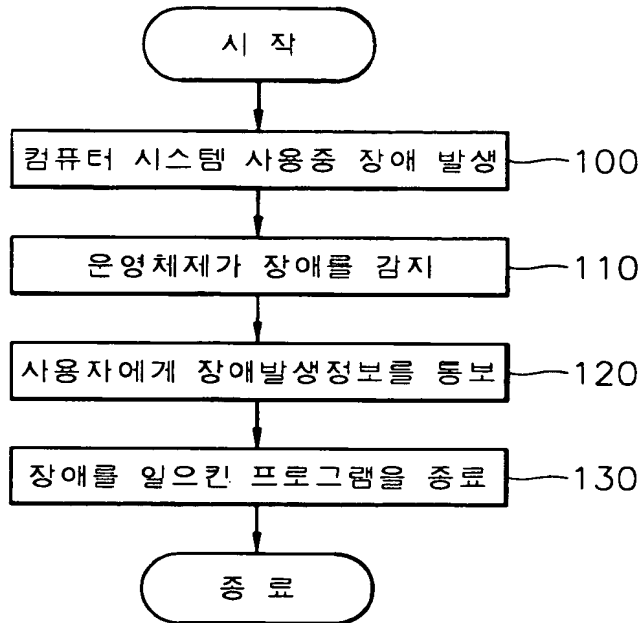 시 작
컴퓨터 시스템 사용중 장애 발생 100
운영체제가 장애를 감지 110
사용자에게 장애발생정보를 통보 120
장애를 일으킨 프로그램을 종료 130
종 료